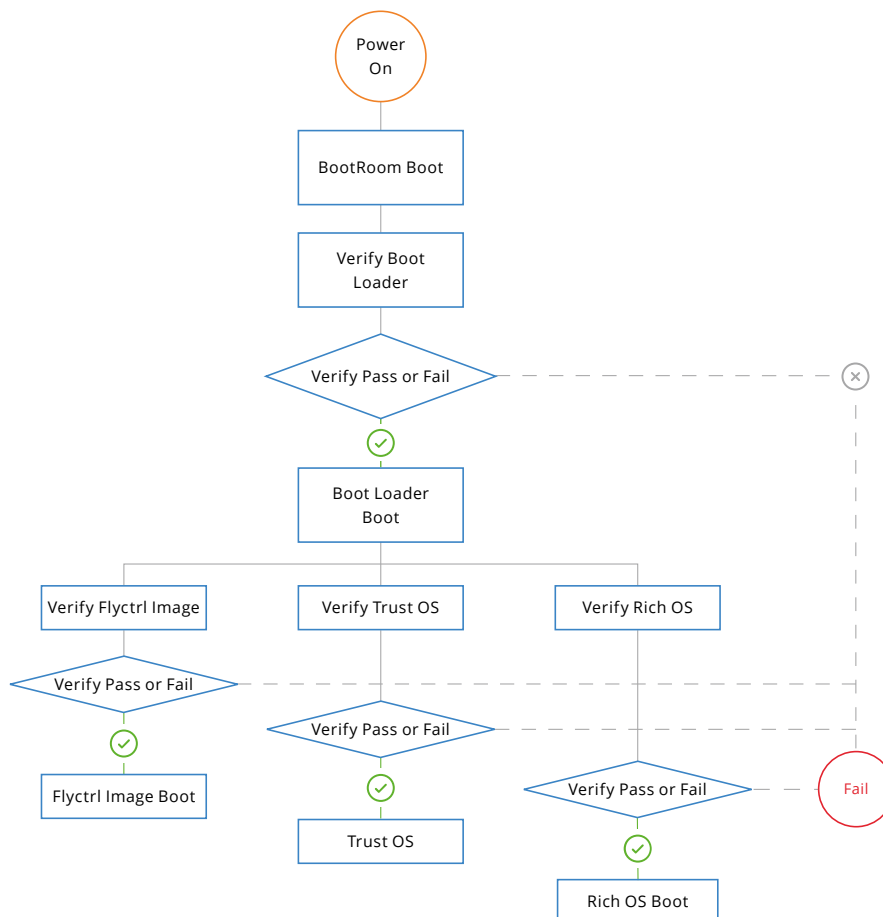 Power
On
BootRoom Boot
Verify Boot
Loader
Verify Pass or Fail
Boot Loader
Boot
Verify Flyctrl Image
Verify Trust OS
Verify Rich OS
Verify Pass or Fail
Verify Pass or Fail
Verify Pass or Fail
Fail
Flyctrl Image Boot
Trust OS
Rich OS Boot